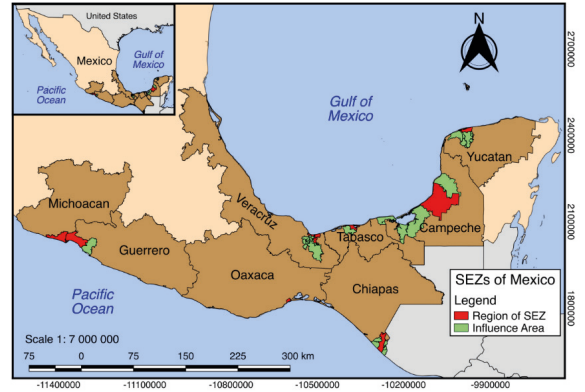 United States
Mexico
Gulf of
Mexico
Pacific
Ocean
N
Gulf of
Mexico
2700000
2400000
2100000
1800000
Yucatan
Michoacan
Veracruz
Tabasco
Campeche
Guerrero
Oaxaca
Chiapas
Pacific
Ocean
SEZs of Mexico
Legend
Region of SEZ
Influence Area
Scale 1: 7 000 000
75 0 75 150 225 300 km
-11400000 -11100000 -10800000 -10500000 -10200000 -9900000